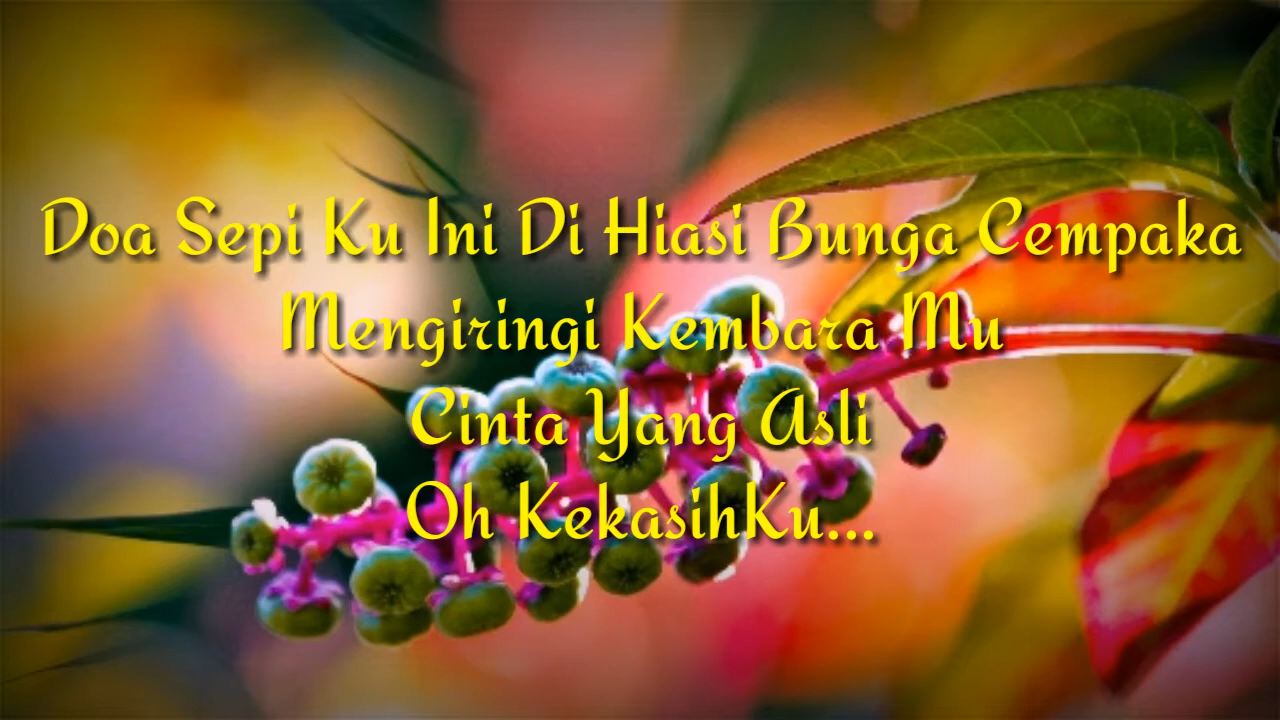 Doa Sepi Ku Ini Di Hiasi Bunga Cempaka
Mengiringi Kembara Mu
Cinta Yang Asli
Oh KekasihKu...